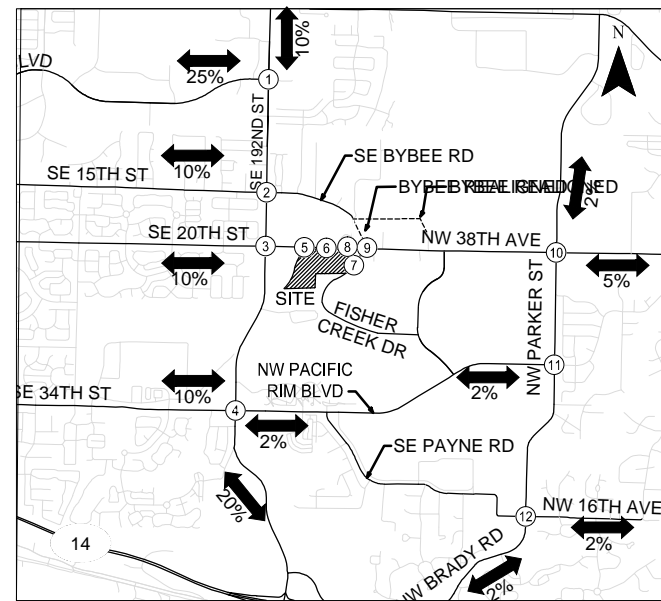 10%
N
LVD
25%
1
SE 192ND ST
10%
SE BYBEE RD
SE 15TH ST
2
2%
SE 20TH ST
3
5
6
8
9
7
NW 38TH AVE
10
10%
5%
SITE
FISHER
CREEK DR
NW PARKER ST
NW PACIFIC
RIM BLVD
11
2%
SE 34TH ST
10%
4
2%
SE PAYNE RD
20%
NW 16TH AVE
12
2%
14
NW BRADY RD
2%